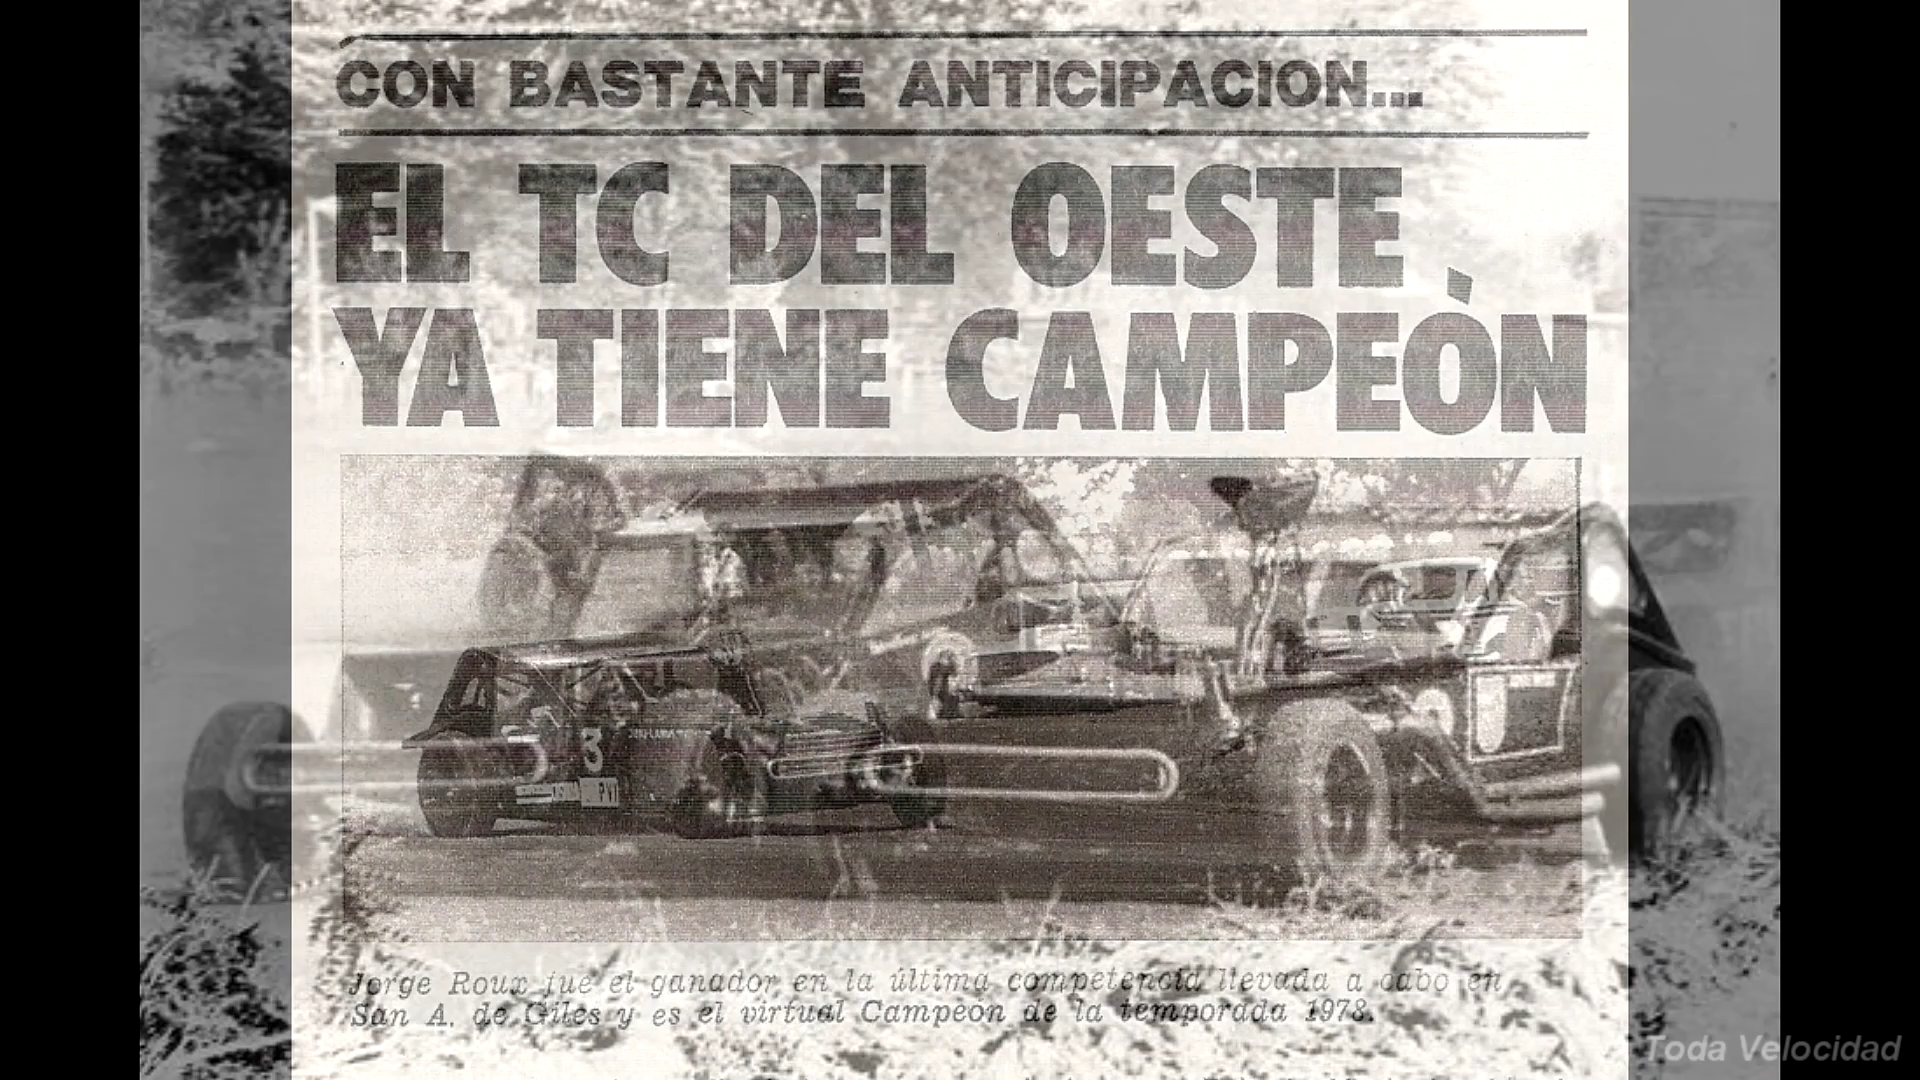 CON BASTANTE ANTICIPACION...
EL TC DEL OESTE
YA TIENE CAMPEÒN
3
Jorge Roux fue el ganador en la última competencia llevada a cabo en
San A. de Giles y es el virtual Campeón de la temporada 1978.
Toda Velocidad